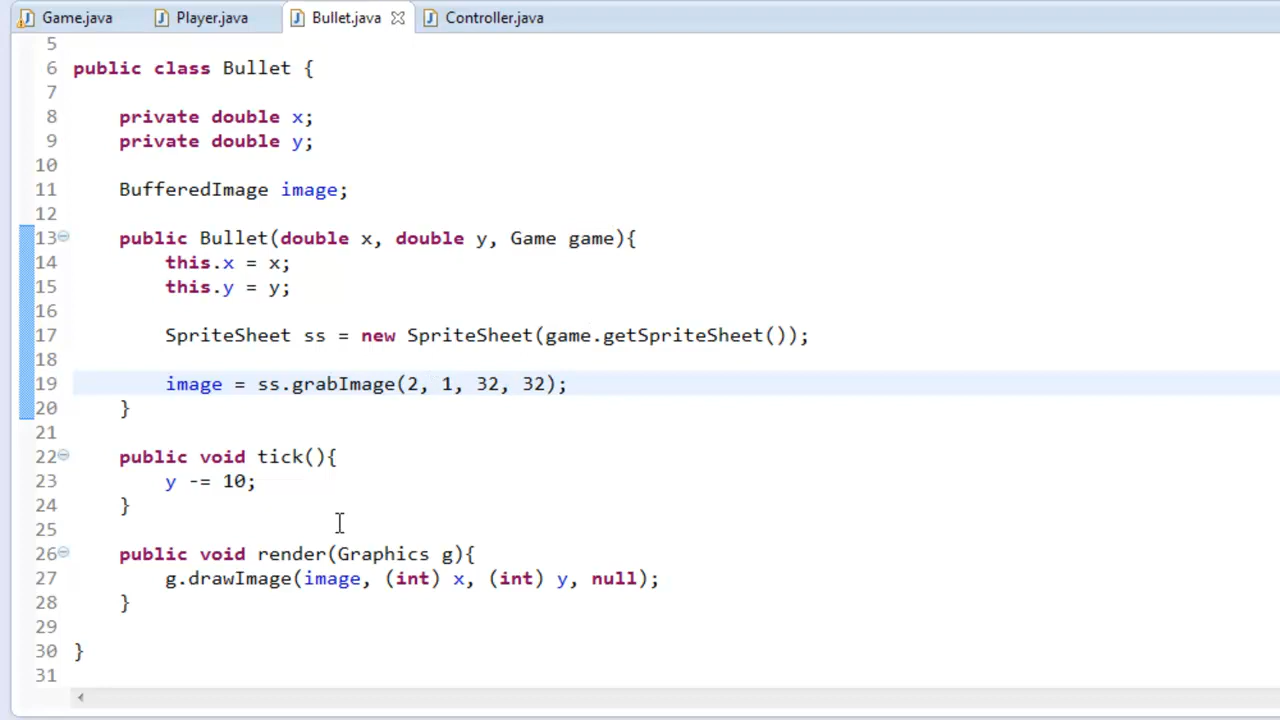 Game.java Player.java Bullet.java Controller.java
5
6 public class Bullet {
7
8 private double x;
9 private double y;
10
11 BufferedImage image;
12
13 public Bullet(double x, double y, Game game){
14 this.x = x;
15 this.y = y;
16
17 SpriteSheet ss = new SpriteSheet(game.getSpriteSheet());
18
19 image = ss.grabImage(2, 1, 32, 32);
20 }
21
22 public void tick(){
23 y -= 10;
24 }
25
26 public void render(Graphics g){
27 g.drawImage(image, (int) x, (int) y, null);
28 }
29
30 }
31